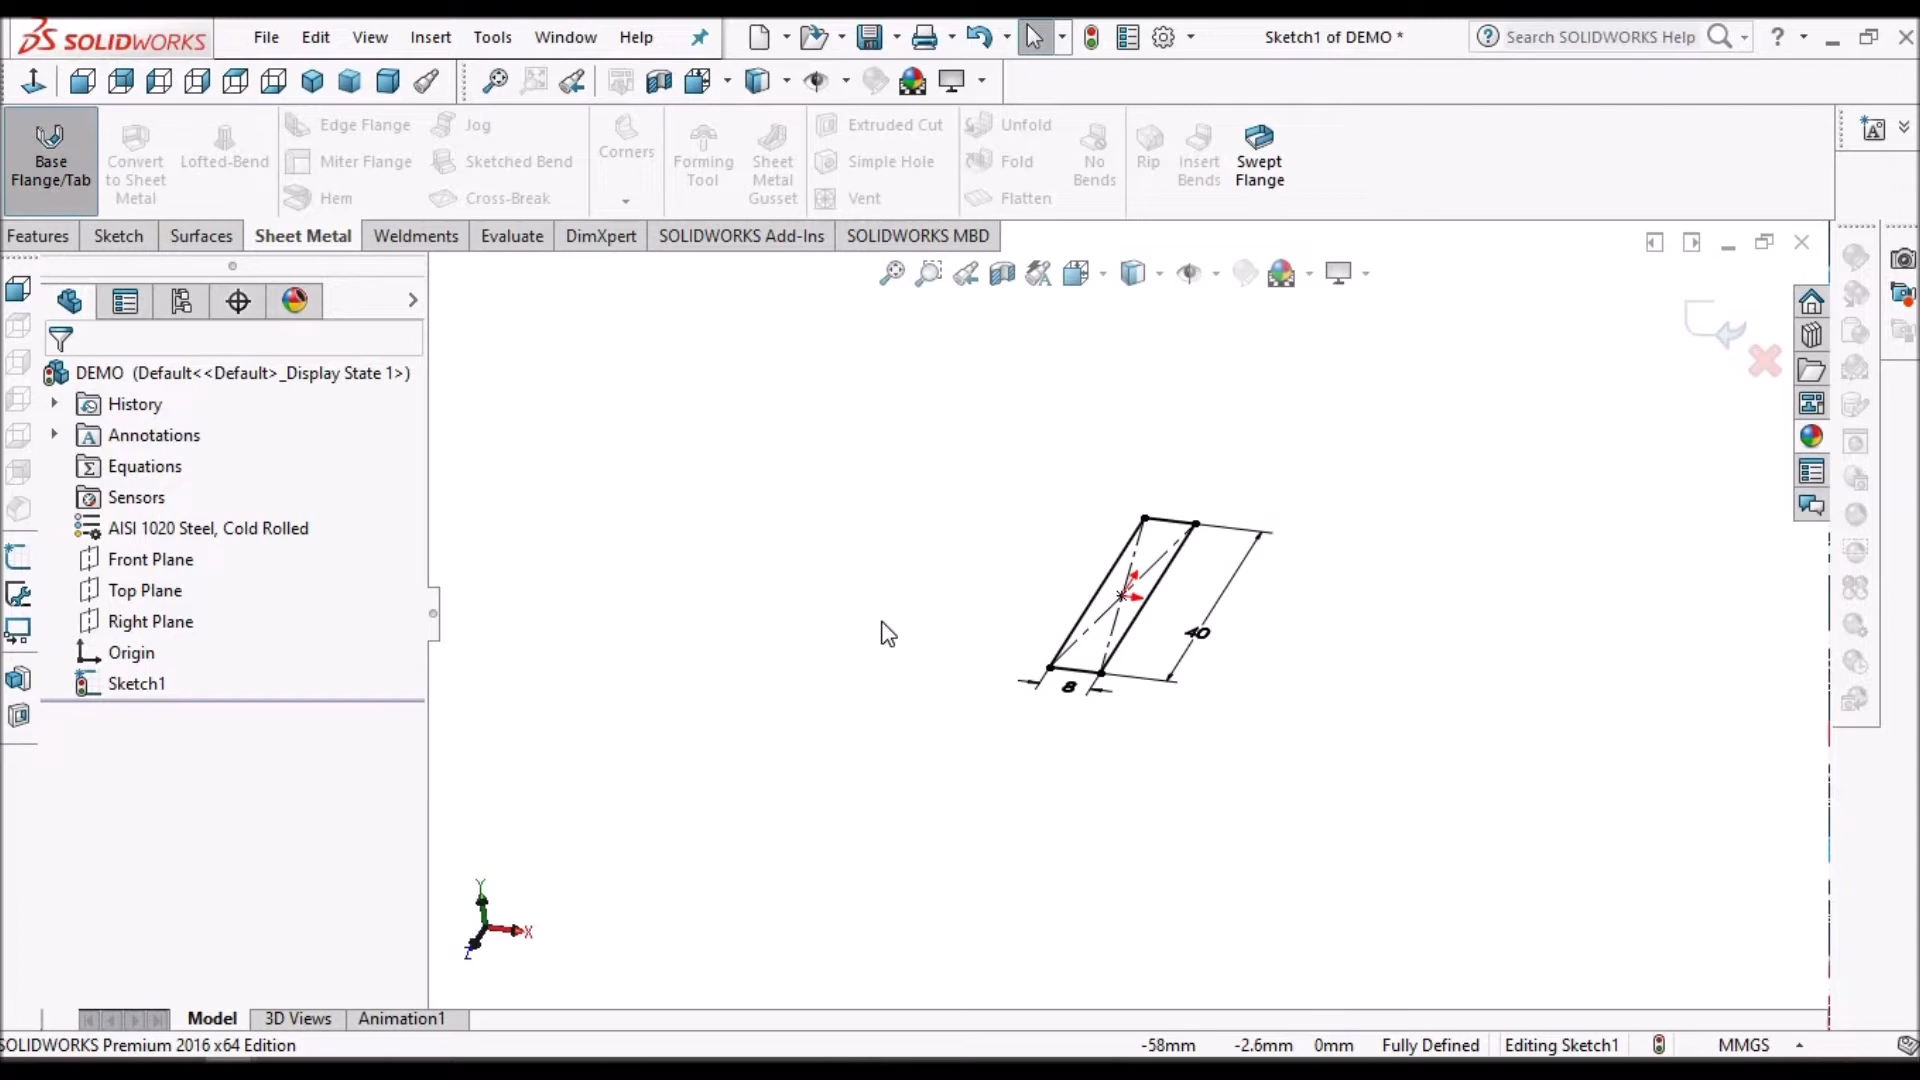 SOLIDWORKS File Edit View Insert Tools Window Help Sketch1 of DEMO * Search SOLIDWORKS Help ?
Base Flange/Tab
Convert to Sheet Metal
Lofted-Bend
Edge Flange
Miter Flange
Hem
Jog
Sketched Bend
Cross-Break
Corners
Forming Tool
Sheet Metal Gusset
Extruded Cut
Simple Hole
Vent
Unfold
Fold
Flatten
No Bends
Rip
Insert Bends
Swept Flange
Features Sketch Surfaces Sheet Metal Weldments Evaluate DimXpert SOLIDWORKS Add-Ins SOLIDWORKS MBD
DEMO (Default<<Default>_Display State 1>)
History
Annotations
Equations
Sensors
AISI 1020 Steel, Cold Rolled
Front Plane
Top Plane
Right Plane
Origin
Sketch1
40
8
Y
X
Z
Model 3D Views Animation1
SOLIDWORKS Premium 2016 x64 Edition -58mm -2.6mm 0mm Fully Defined Editing Sketch1 MMGS